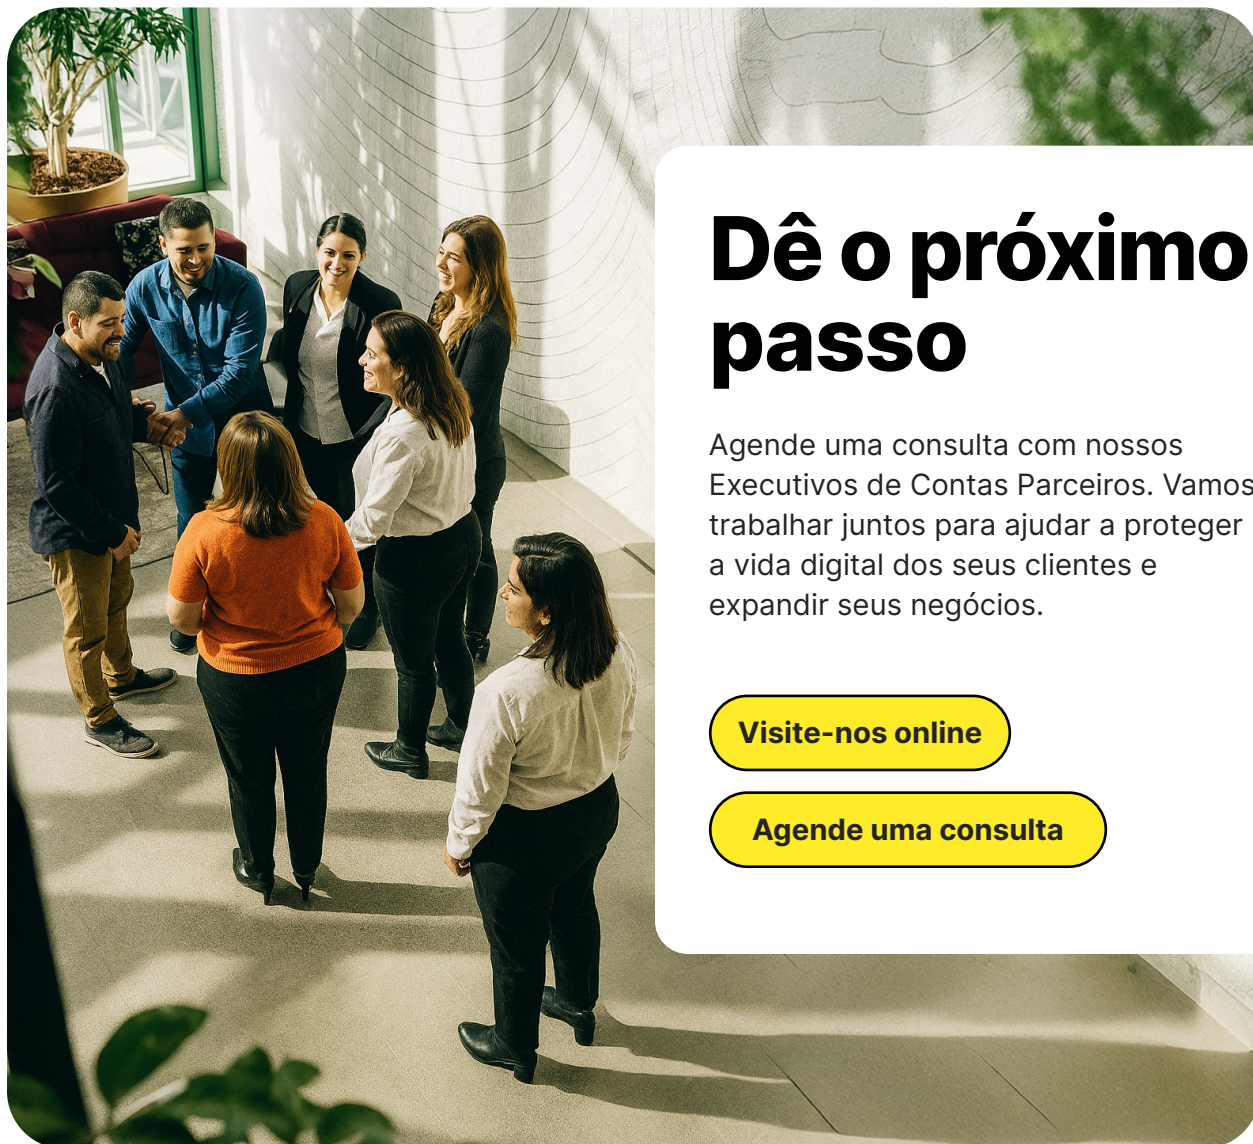 Dê o próximo
passo
Agende uma consulta com nossos
Executivos de Contas Parceiros. Vamos
trabalhar juntos para ajudar a proteger
a vida digital dos seus clientes e
expandir seus negócios.
Visite-nos online
Agende uma consulta